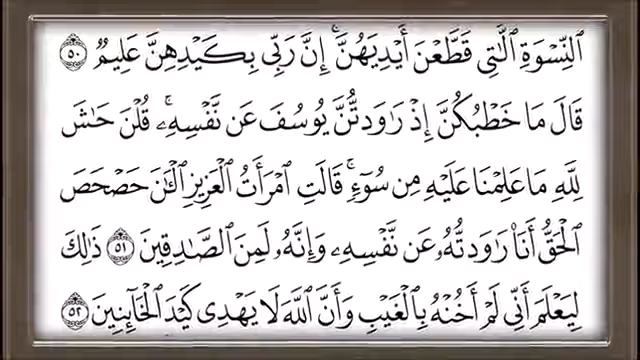 ٱلنِّسْوَةِ ٱلَّٰتِى قَطَّعْنَ أَيْدِيَهُنَّ ۚ إِنَّ رَبِّى بِكَيْدِهِنَّ عَلِيمٌ ٥٠
قَالَ مَا خَطْبُكُنَّ إِذْ رَٰوَدتُّنَّ يُوسُفَ عَن نَّفْسِهِۦ ۚ قُلْنَ حَٰشَ
لِلَّهِ مَا عَلِمْنَا عَلَيْهِ مِن سُوٓءٍ ۚ قَالَتِ ٱمْرَأَتُ ٱلْعَزِيزِ ٱلْـَٰٔنَ حَصْحَصَ
ٱلْحَقُّ أَنَا۠ رَٰوَدتُّهُۥ عَن نَّفْسِهِۦ وَإِنَّهُۥ لَمِنَ ٱلصَّٰدِقِينَ ٥١ ذَٰلِكَ
لِيَعْلَمَ أَنِّى لَمْ أَخُنْهُ بِٱلْغَيْبِ وَأَنَّ ٱللَّهَ لَا يَهْدِى كَيْدَ ٱلْخَآئِنِينَ ٥٢